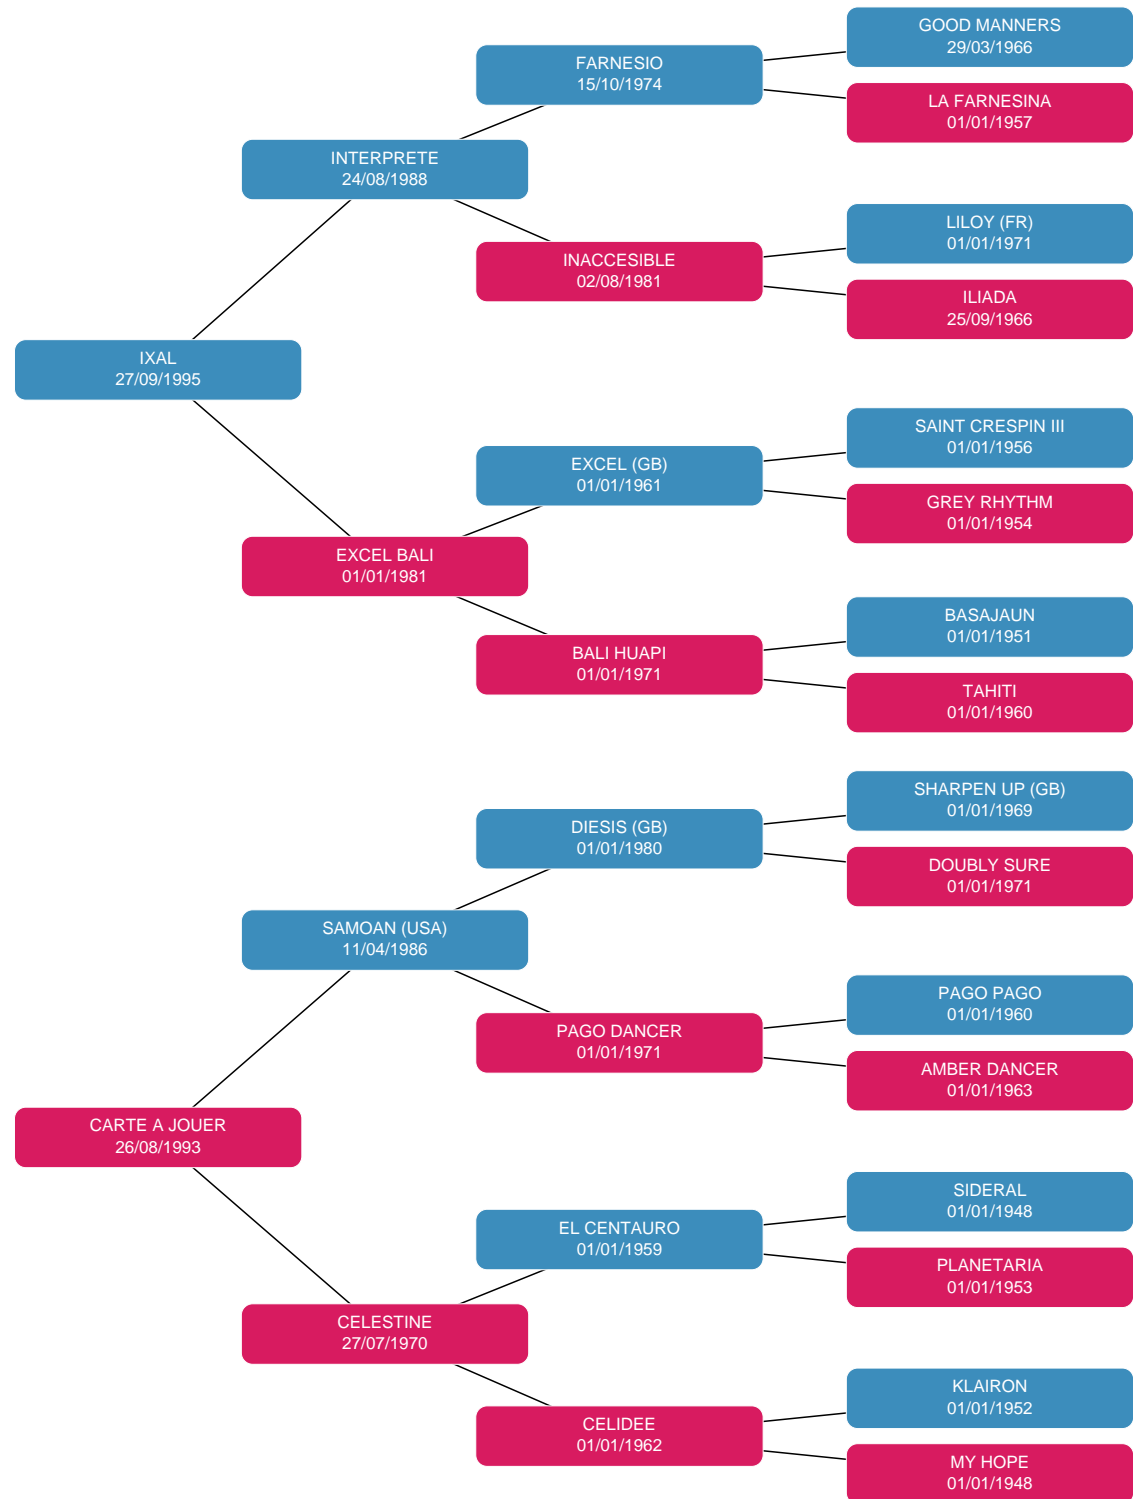 GOOD MANNERS
29/03/1966
FARNESIO
15/10/1974
LA FARNESINA
01/01/1957
INTERPRETE
24/08/1988
LILOY (FR)
01/01/1971
INACCESIBLE
02/08/1981
ILIADA
25/09/1966
IXAL
27/09/1995
SAINT CRESPIN III
01/01/1956
EXCEL (GB)
01/01/1961
GREY RHYTHM
01/01/1954
EXCEL BALI
01/01/1981
BASAJAUN
01/01/1951
BALI HUAPI
01/01/1971
TAHITI
01/01/1960
SHARPEN UP (GB)
01/01/1969
DIESIS (GB)
01/01/1980
DOUBLY SURE
01/01/1971
SAMOAN (USA)
11/04/1986
PAGO PAGO
01/01/1960
PAGO DANCER
01/01/1971
AMBER DANCER
01/01/1963
CARTE A JOUER
26/08/1993
SIDERAL
01/01/1948
EL CENTAURO
01/01/1959
PLANETARIA
01/01/1953
CELESTINE
27/07/1970
KLAIRON
01/01/1952
CELIDEE
01/01/1962
MY HOPE
01/01/1948